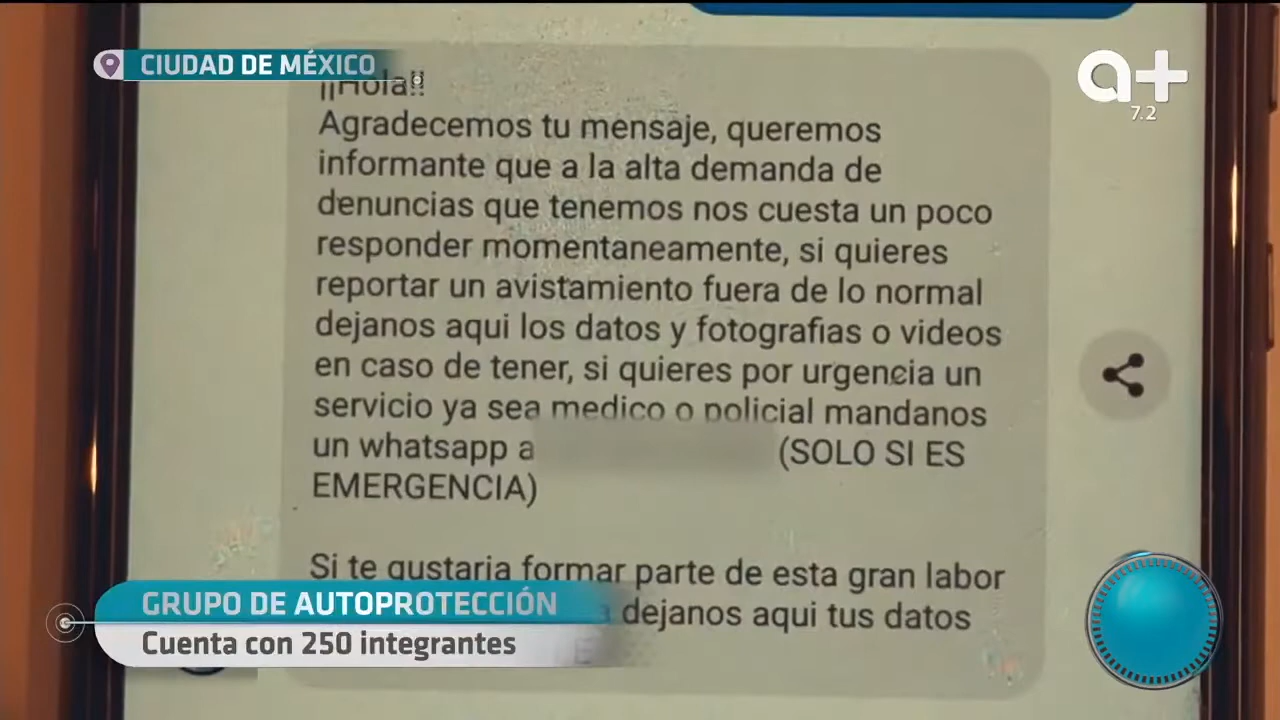 CIUDAD DE MÉXICO
a+
7.2
¡¡Hola!!
Agradecemos tu mensaje, queremos
informante que a la alta demanda de
denuncias que tenemos nos cuesta un poco
responder momentaneamente, si quieres
reportar un avistamiento fuera de lo normal
dejanos aqui los datos y fotografias o videos
en caso de tener, si quieres por urgencia un
servicio ya sea medico o policial mandanos
un whatsapp a (SOLO SI ES
EMERGENCIA)
Si te gustaria formar parte de esta gran labor
dejanos aqui tus datos
GRUPO DE AUTOPROTECCIÓN
Cuenta con 250 integrantes